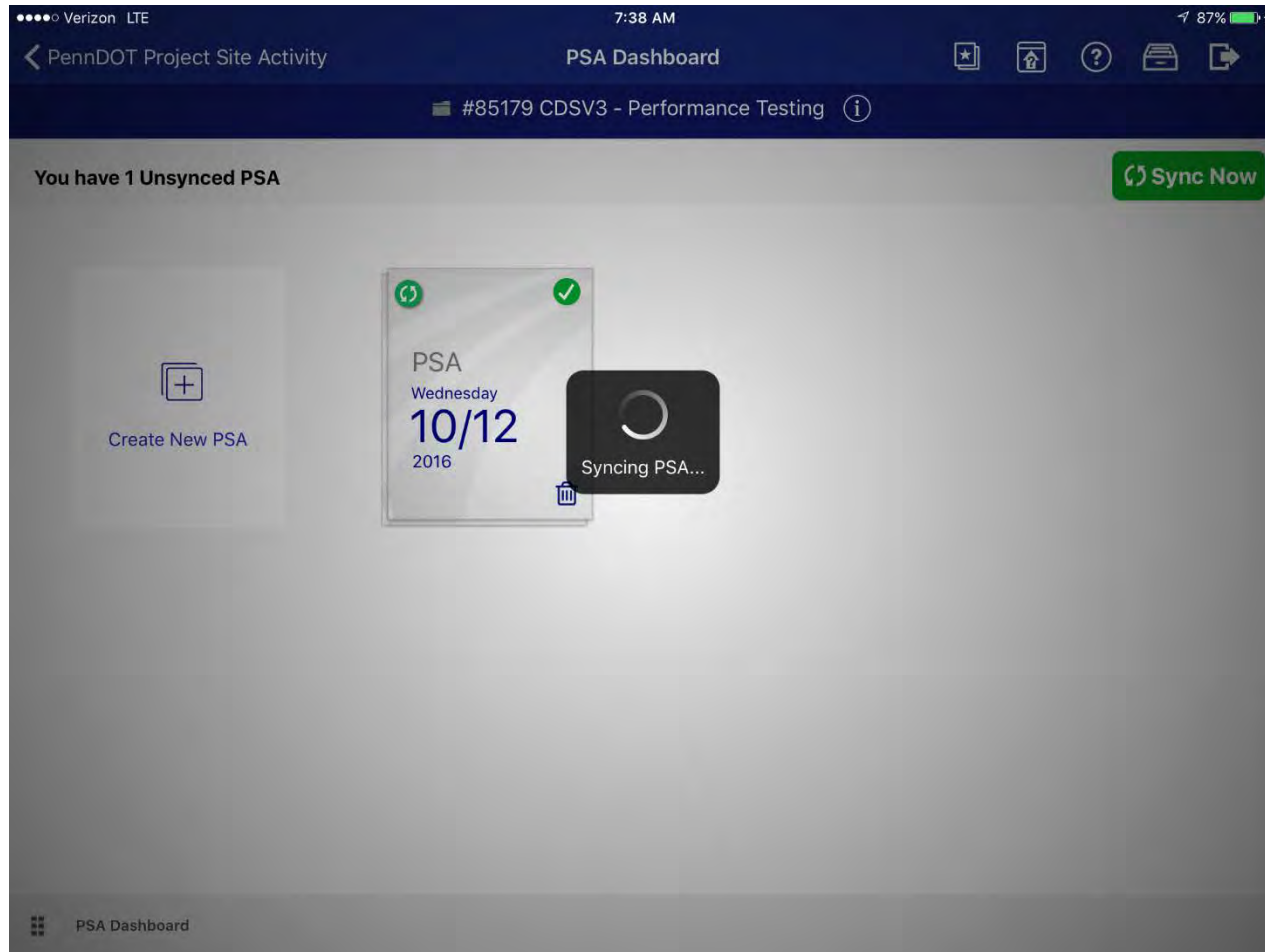 Verizon LTE
7:38 AM
87%
PennDOT Project Site Activity
PSA Dashboard
?
#85179 CDSV3 - Performance Testing i
You have 1 Unsynced PSA
Sync Now
Create New PSA
PSA
Wednesday
10/12
2016
Syncing PSA...
PSA Dashboard